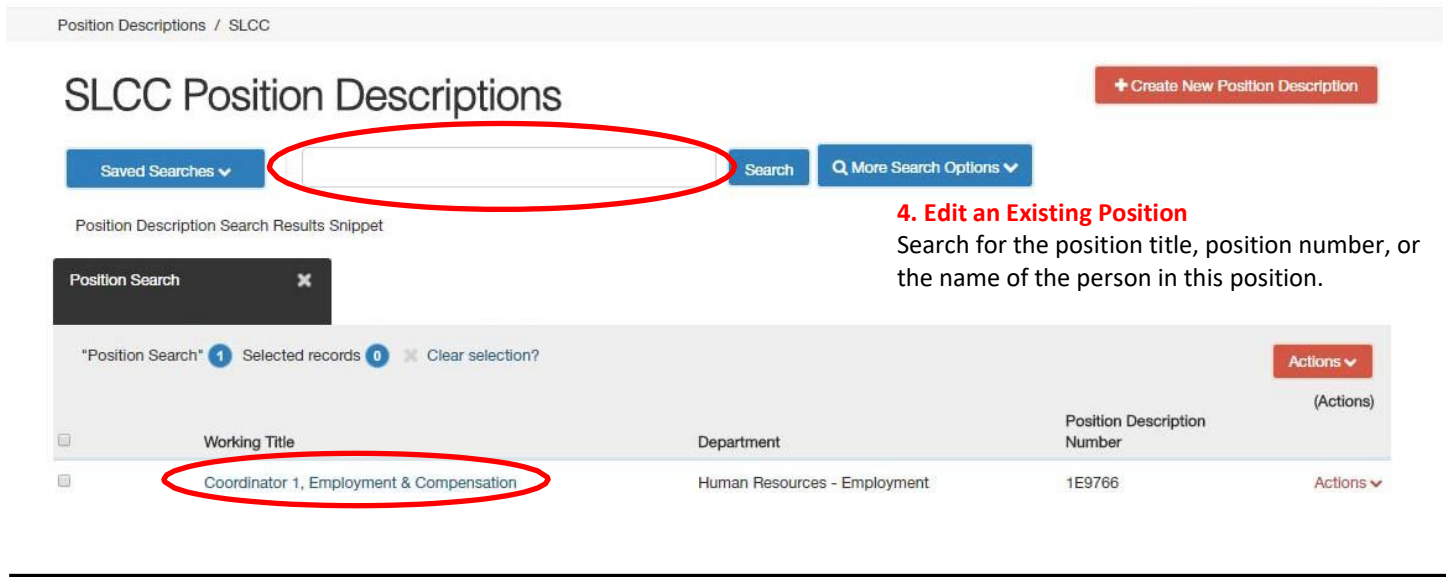 Position Descriptions / SLCC
SLCC Position Descriptions
+ Create New Position Description
Saved Searches
Search
More Search Options
Position Description Search Results Snippet
4. Edit an Existing Position
Search for the position title, position number, or
the name of the person in this position.
Position Search
"Position Search" 1 Selected records 0 Clear selection?
Actions
(Actions)
Working Title Department Position Description Number
Coordinator 1, Employment & Compensation Human Resources - Employment 1E9766 Actions